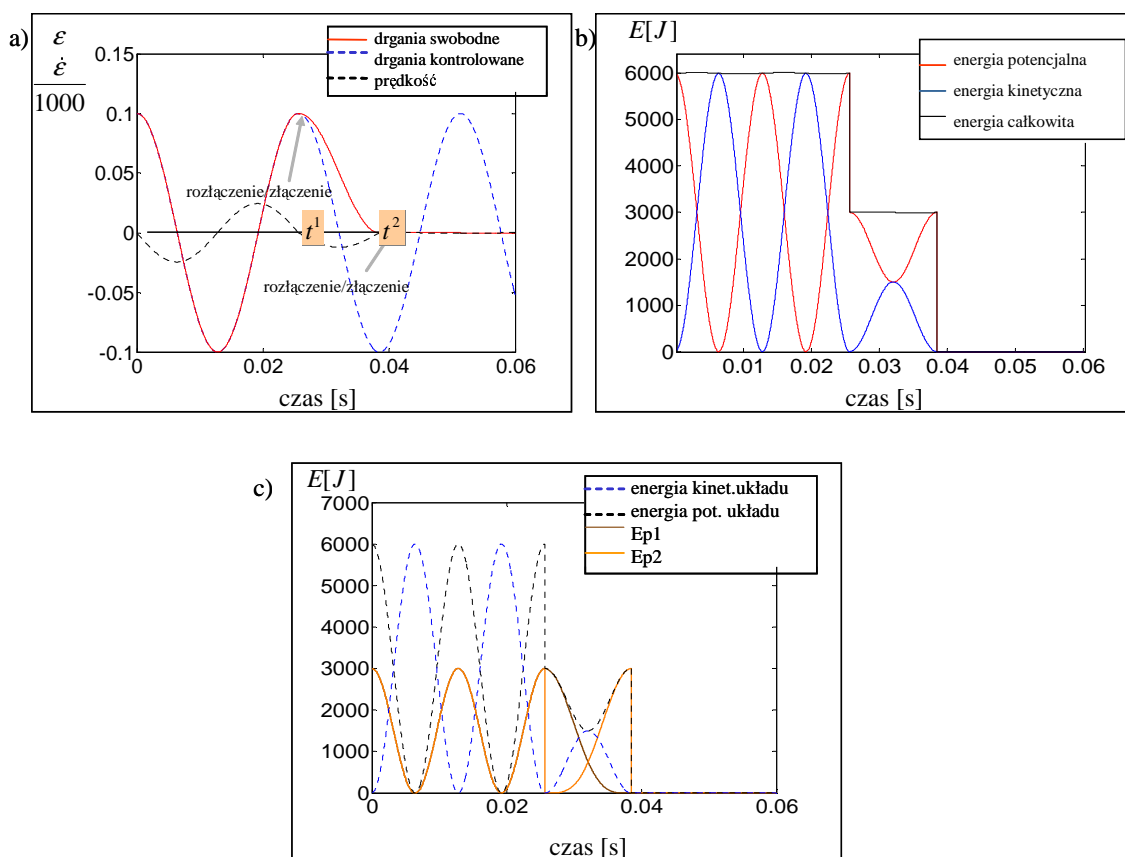 a)
ε
ε̇
1000
0.15
0.1
0.05
0
-0.05
-0.1
0
0.02
0.04
0.06
czas [s]
drgania swobodne
drgania kontrolowane
prędkość
rozłączenie/złączenie
t¹
t²
rozłączenie/złączenie
b)
E[J]
6000
5000
4000
3000
2000
1000
0
0.01
0.02
0.03
0.04
0.05
0.06
czas [s]
energia potencjalna
energia kinetyczna
energia całkowita
c)
E[J]
7000
6000
5000
4000
3000
2000
1000
0
0
0.02
0.04
0.06
czas [s]
energia kinet.układu
energia pot. układu
Ep1
Ep2